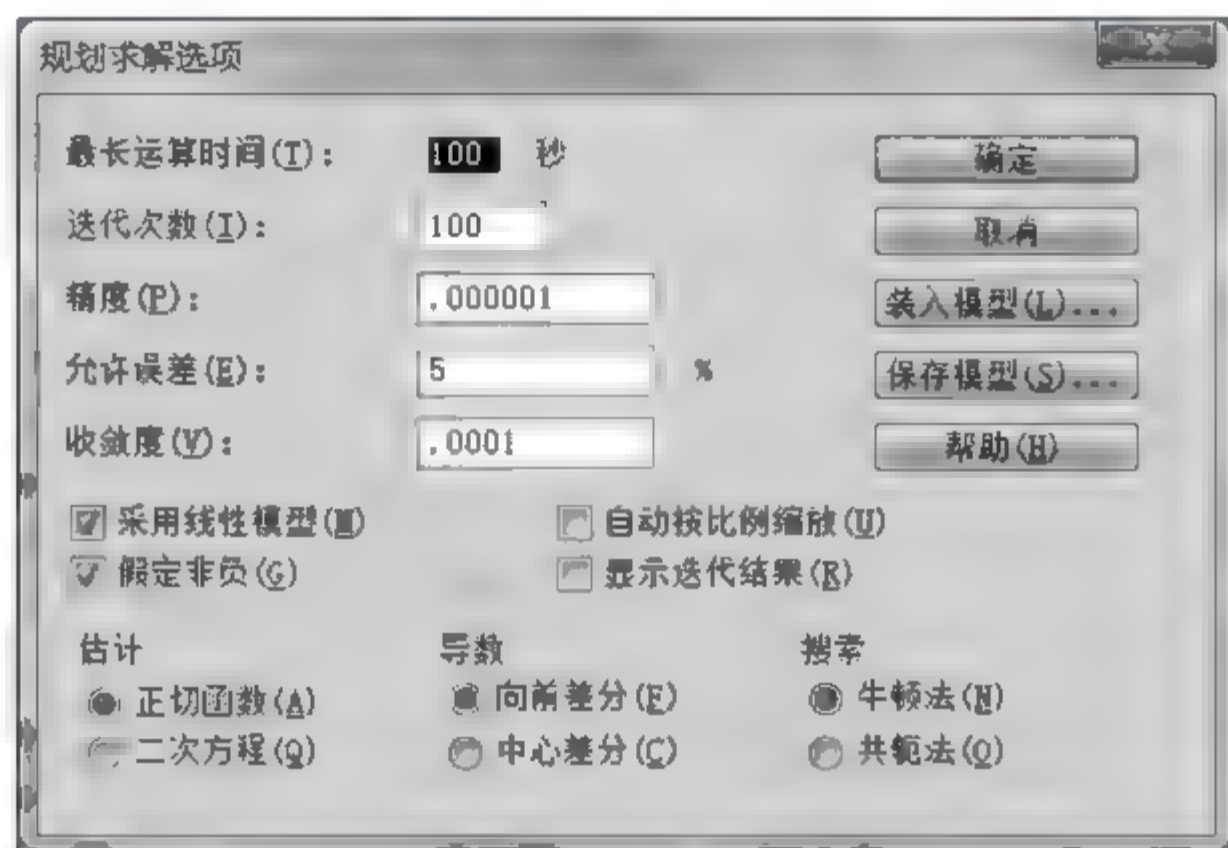 规划求解选项
最长运算时间(T): 100 秒 确定
迭代次数(I): 100 取消
精度(P): .000001 装入模型(L)...
允许误差(E): 5 % 保存模型(S)...
收敛度(V): .0001 帮助(H)
采用线性模型(M) 自动按比例缩放(U)
假定非负(G) 显示迭代结果(R)
估计 导数 搜索
正切函数(A) 向前差分(F) 牛顿法(N)
二次方程(Q) 中心差分(C) 共轭法(O)